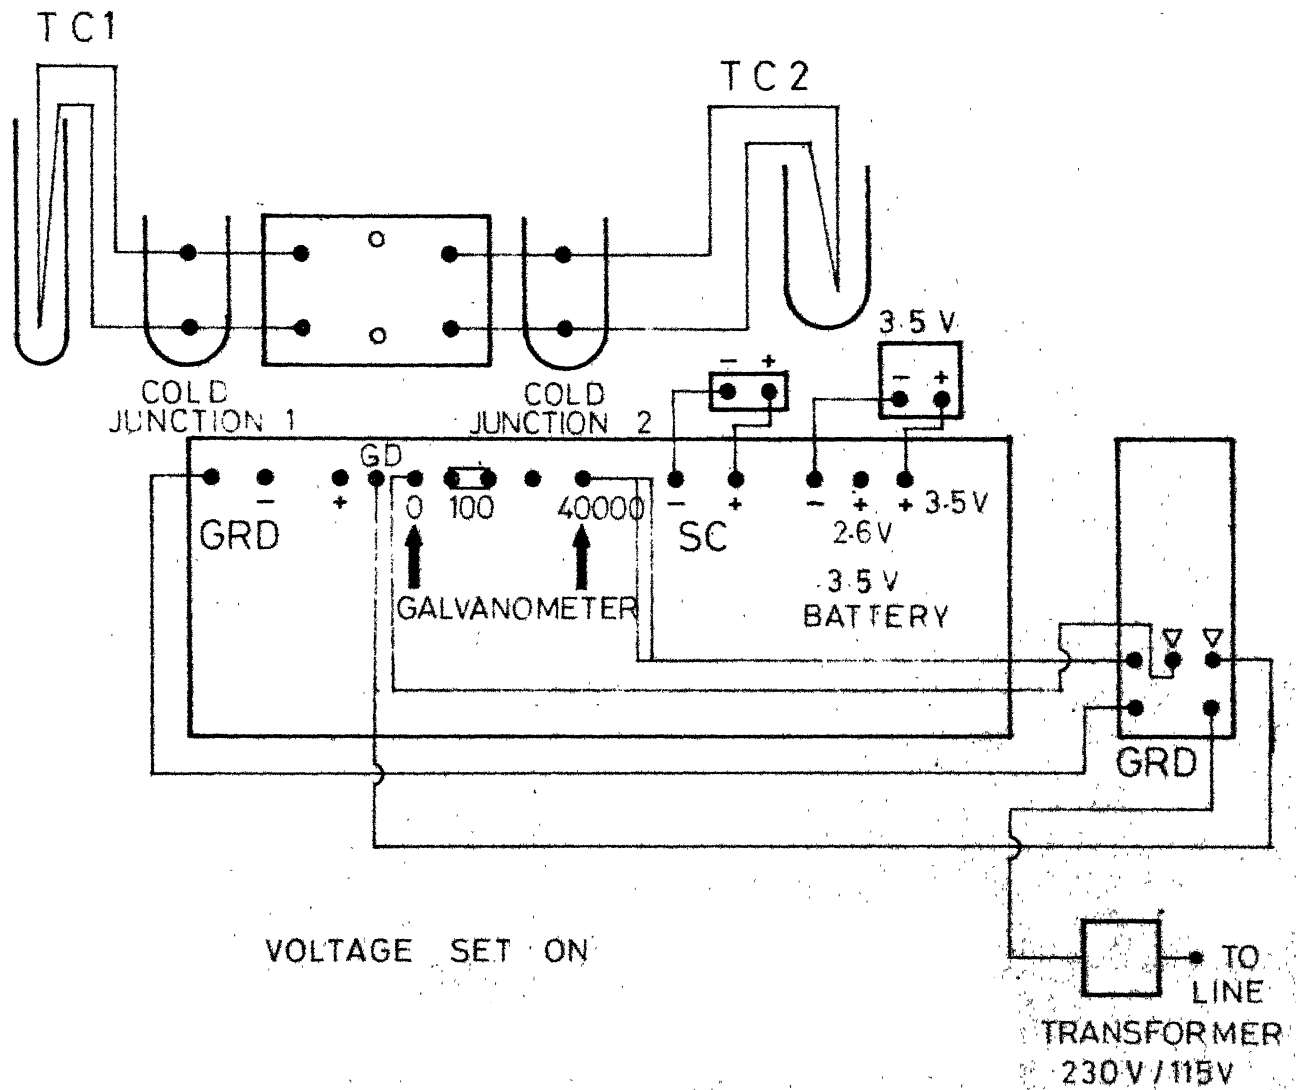 TC1
TC2
3.5 V
- +
- +
COLD
JUNCTION 1
COLD
JUNCTION 2
GD
- + 0 100 40000 - + - + + 3.5V
GRD
SC
2.6V
3.5 V
BATTERY
GALVANOMETER
GRD
VOLTAGE SET ON
TO
LINE
TRANSFORMER
230V/115V